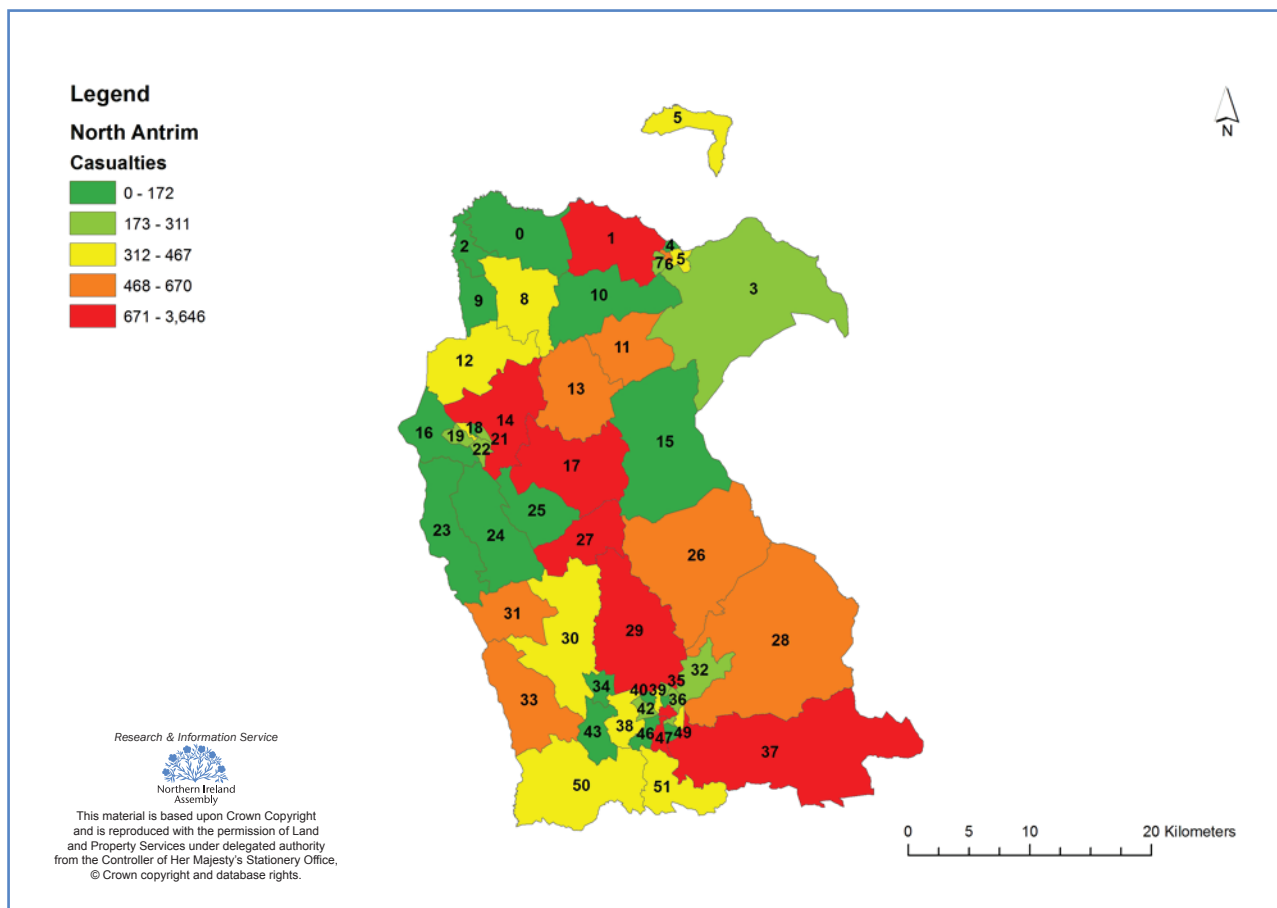 Legend
North Antrim
Casualties
0 - 172
173 - 311
312 - 467
468 - 670
671 - 3,646
N
5
0
1
2
4
7
6
5
3
9
8
10
12
11
13
14
16
19
18
21
22
15
17
25
23
24
27
26
31
30
29
28
32
34
33
35
40
39
36
42
43
38
46
47
49
37
50
51
Research & Information Service
Northern Ireland
Assembly
This material is based upon Crown Copyright
and is reproduced with the permission of Land
and Property Services under delegated authority
from the Controller of Her Majesty's Stationery Office,
© Crown copyright and database rights.
0 5 10 20 Kilometers